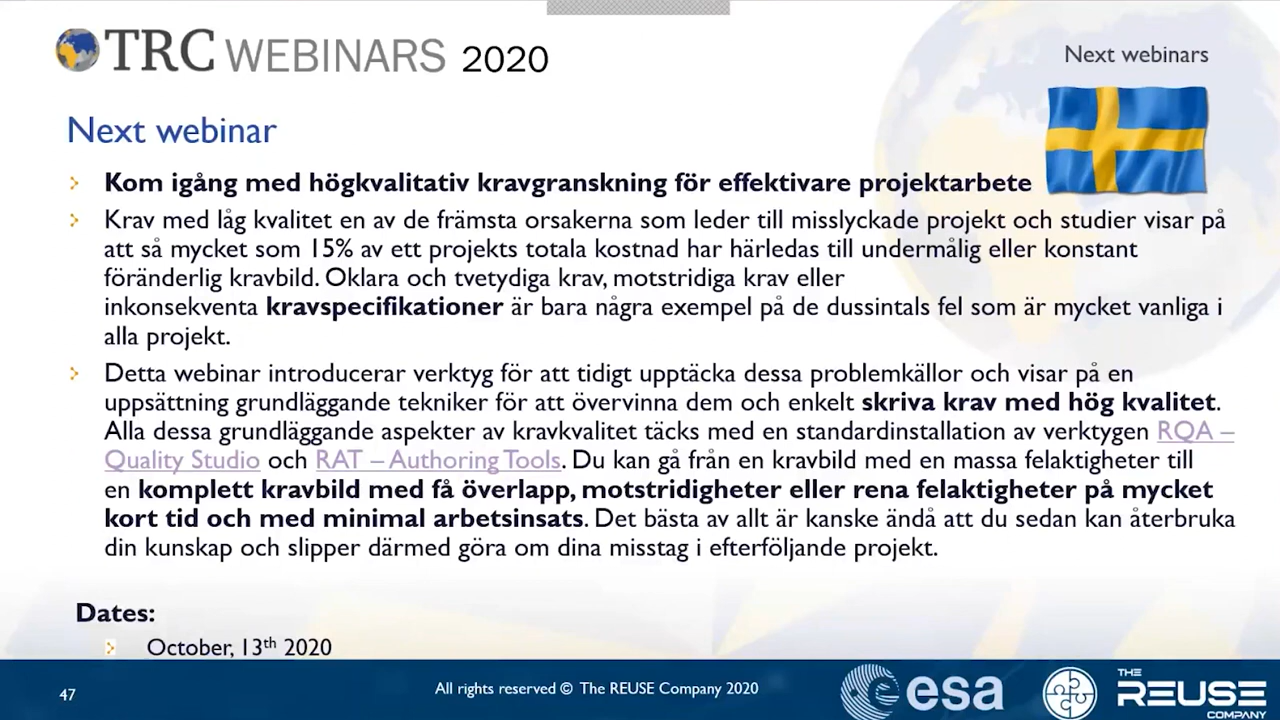 TRC WEBINARS 2020
Next webinars
Next webinar
Kom igång med högkvalitativ kravgranskning för effektivare projektarbete
Krav med låg kvalitet en av de främsta orsakerna som leder till misslyckade projekt och studier visar på
att så mycket som 15% av ett projekts totala kostnad har härledas till undermålig eller konstant
föränderlig kravbild. Oklara och tvetydiga krav, motstridiga krav eller
inkonsekventa kravspecifikationer är bara några exempel på de dussintals fel som är mycket vanliga i
alla projekt.
Detta webinar introducerar verktyg för att tidigt upptäcka dessa problemkällor och visar på en
uppsättning grundläggande tekniker för att övervinna dem och enkelt skriva krav med hög kvalitet.
Alla dessa grundläggande aspekter av kravkvalitet täcks med en standardinstallation av verktygen RQA –
Quality Studio och RAT – Authoring Tools. Du kan gå från en kravbild med en massa felaktigheter till
en komplett kravbild med få överlapp, motstridigheter eller rena felaktigheter på mycket
kort tid och med minimal arbetsinsats. Det bästa av allt är kanske ändå att du sedan kan återbruka
din kunskap och slipper därmed göra om dina misstag i efterföljande projekt.
Dates:
October, 13th 2020
47
All rights reserved © The REUSE Company 2020
esa
THE
REUSE
COMPANY